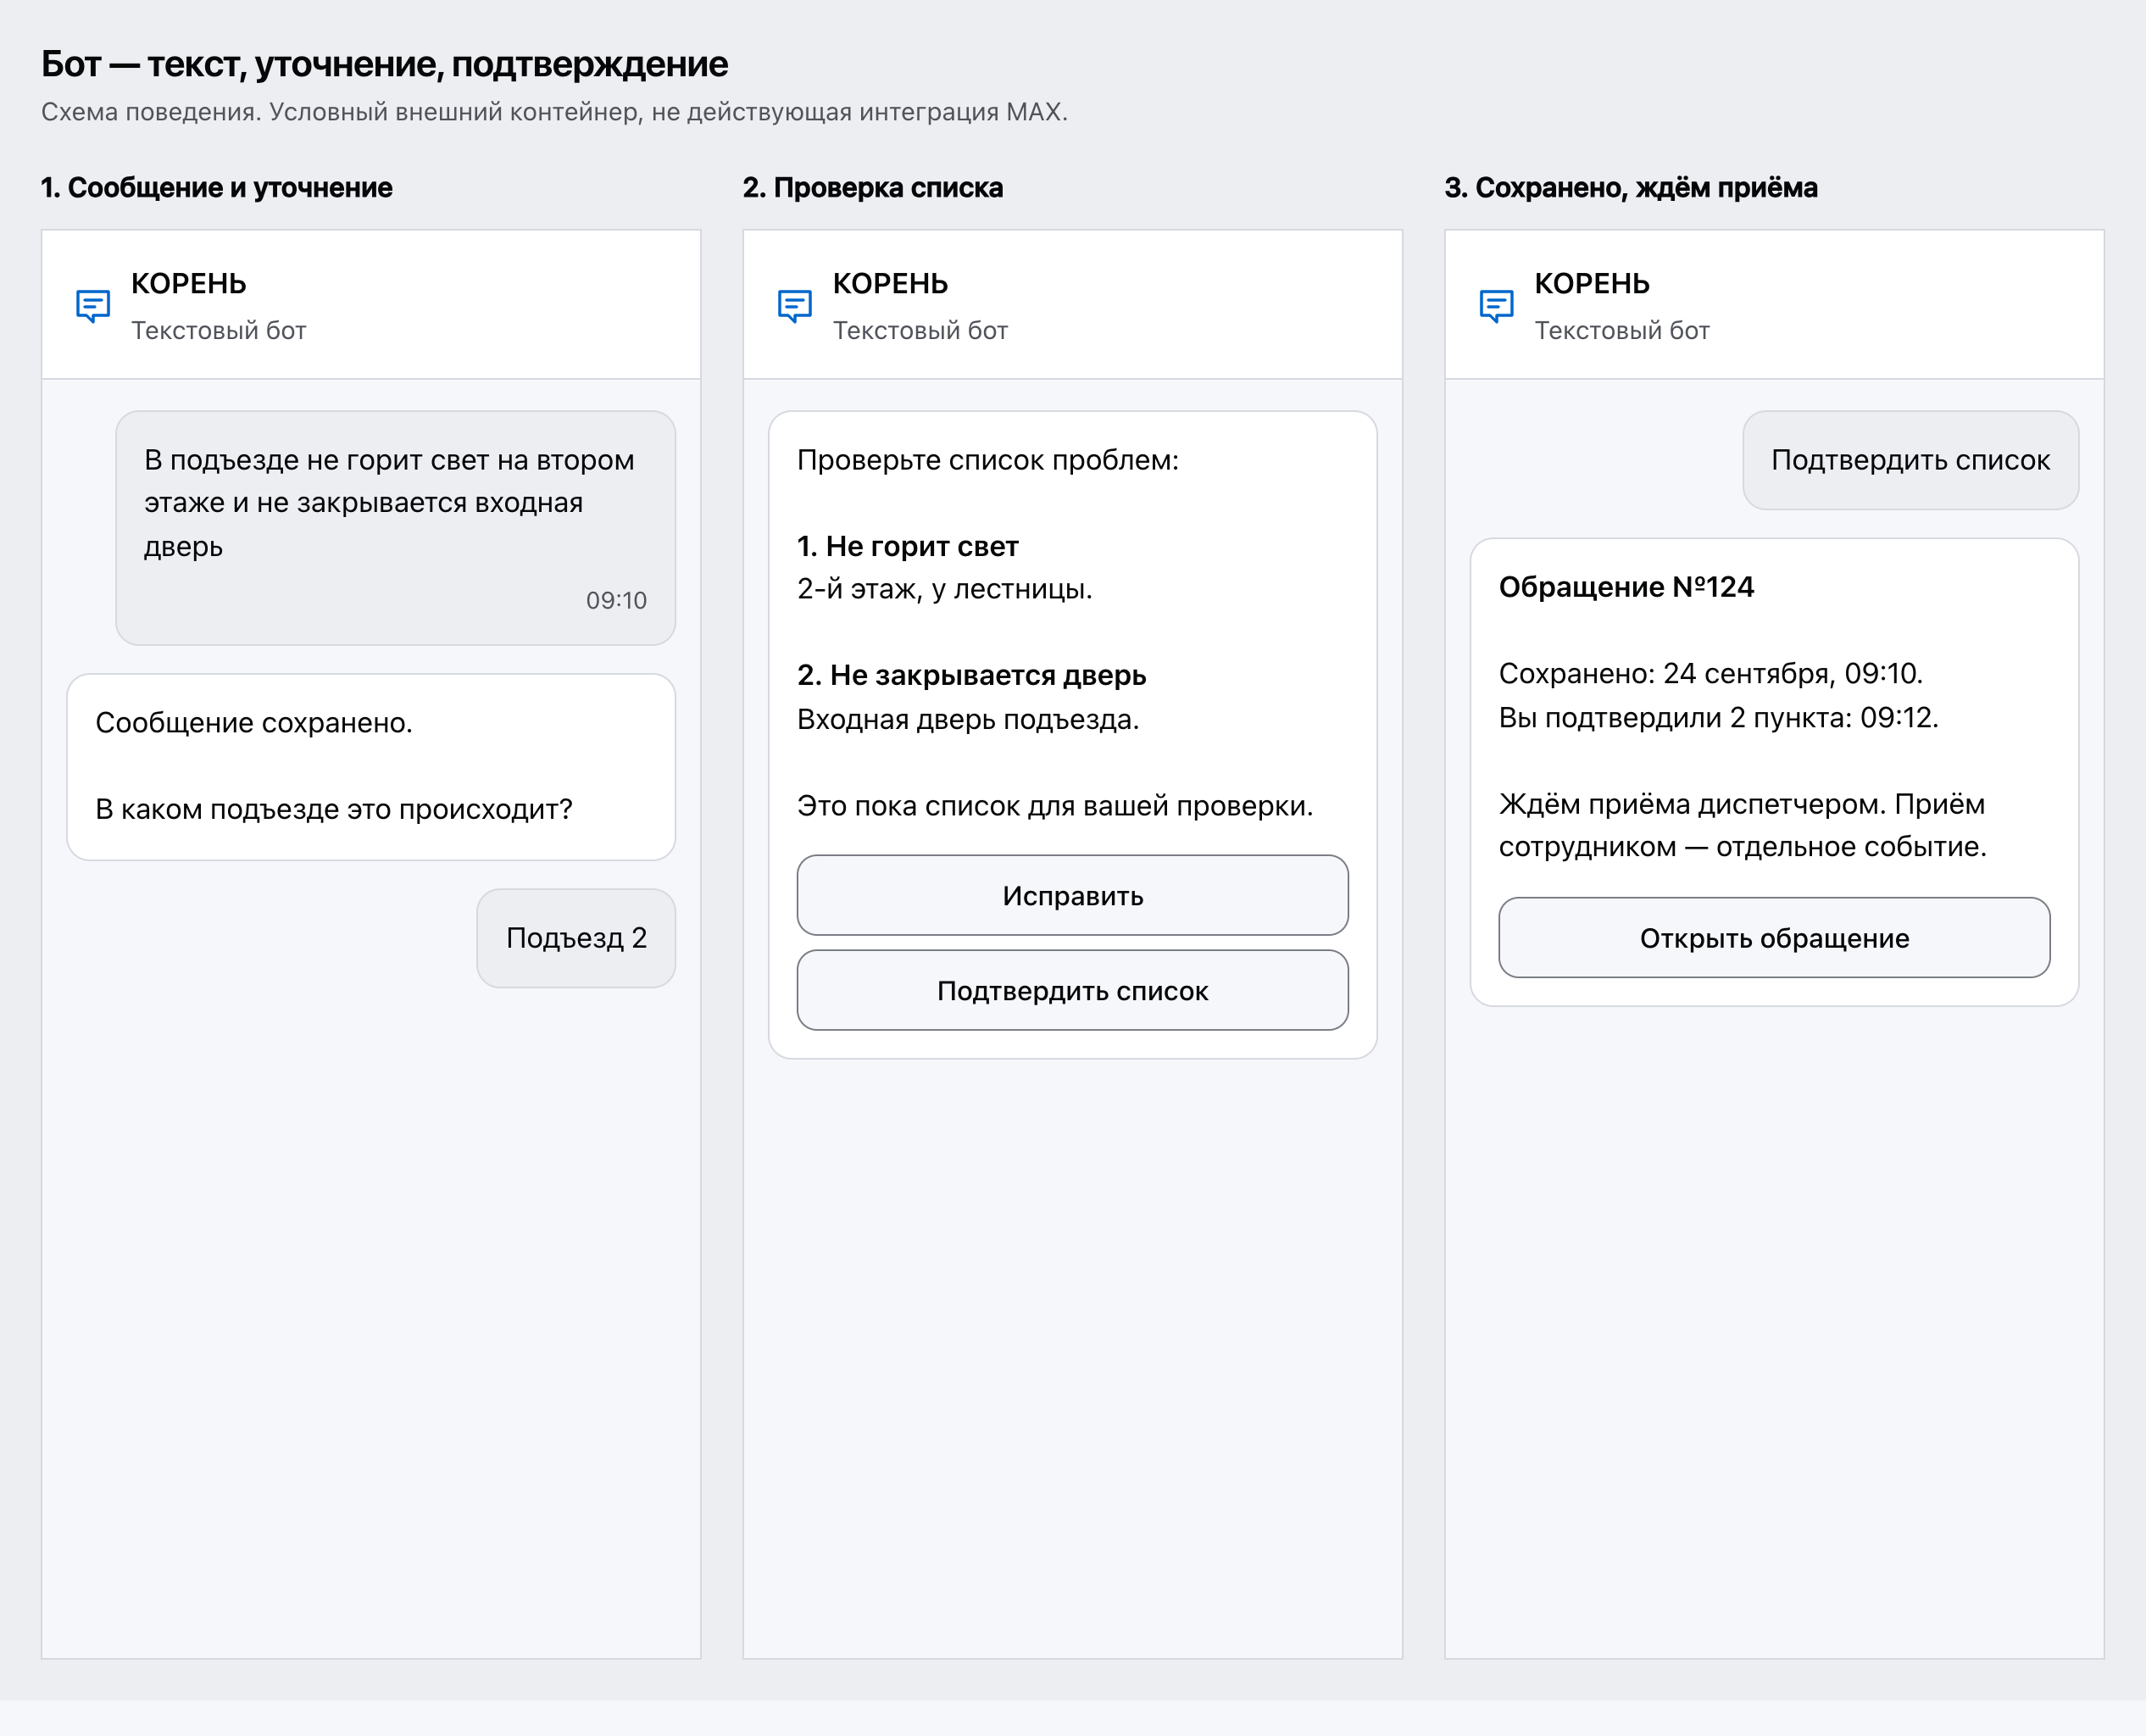 Бот — текст, уточнение, подтверждение
Схема поведения. Условный внешний контейнер, не действующая интеграция MAX.
1. Сообщение и уточнение
КОРЕНЬ
Текстовый бот
В подъезде не горит свет на втором
этаже и не закрывается входная
дверь
09:10
Сообщение сохранено.
В каком подъезде это происходит?
Подъезд 2
2. Проверка списка
КОРЕНЬ
Текстовый бот
Проверьте список проблем:
1. Не горит свет
2-й этаж, у лестницы.
2. Не закрывается дверь
Входная дверь подъезда.
Это пока список для вашей проверки.
Исправить
Подтвердить список
3. Сохранено, ждём приёма
КОРЕНЬ
Текстовый бот
Подтвердить список
Обращение №124
Сохранено: 24 сентября, 09:10.
Вы подтвердили 2 пункта: 09:12.
Ждём приёма диспетчером. Приём
сотрудником — отдельное событие.
Открыть обращение